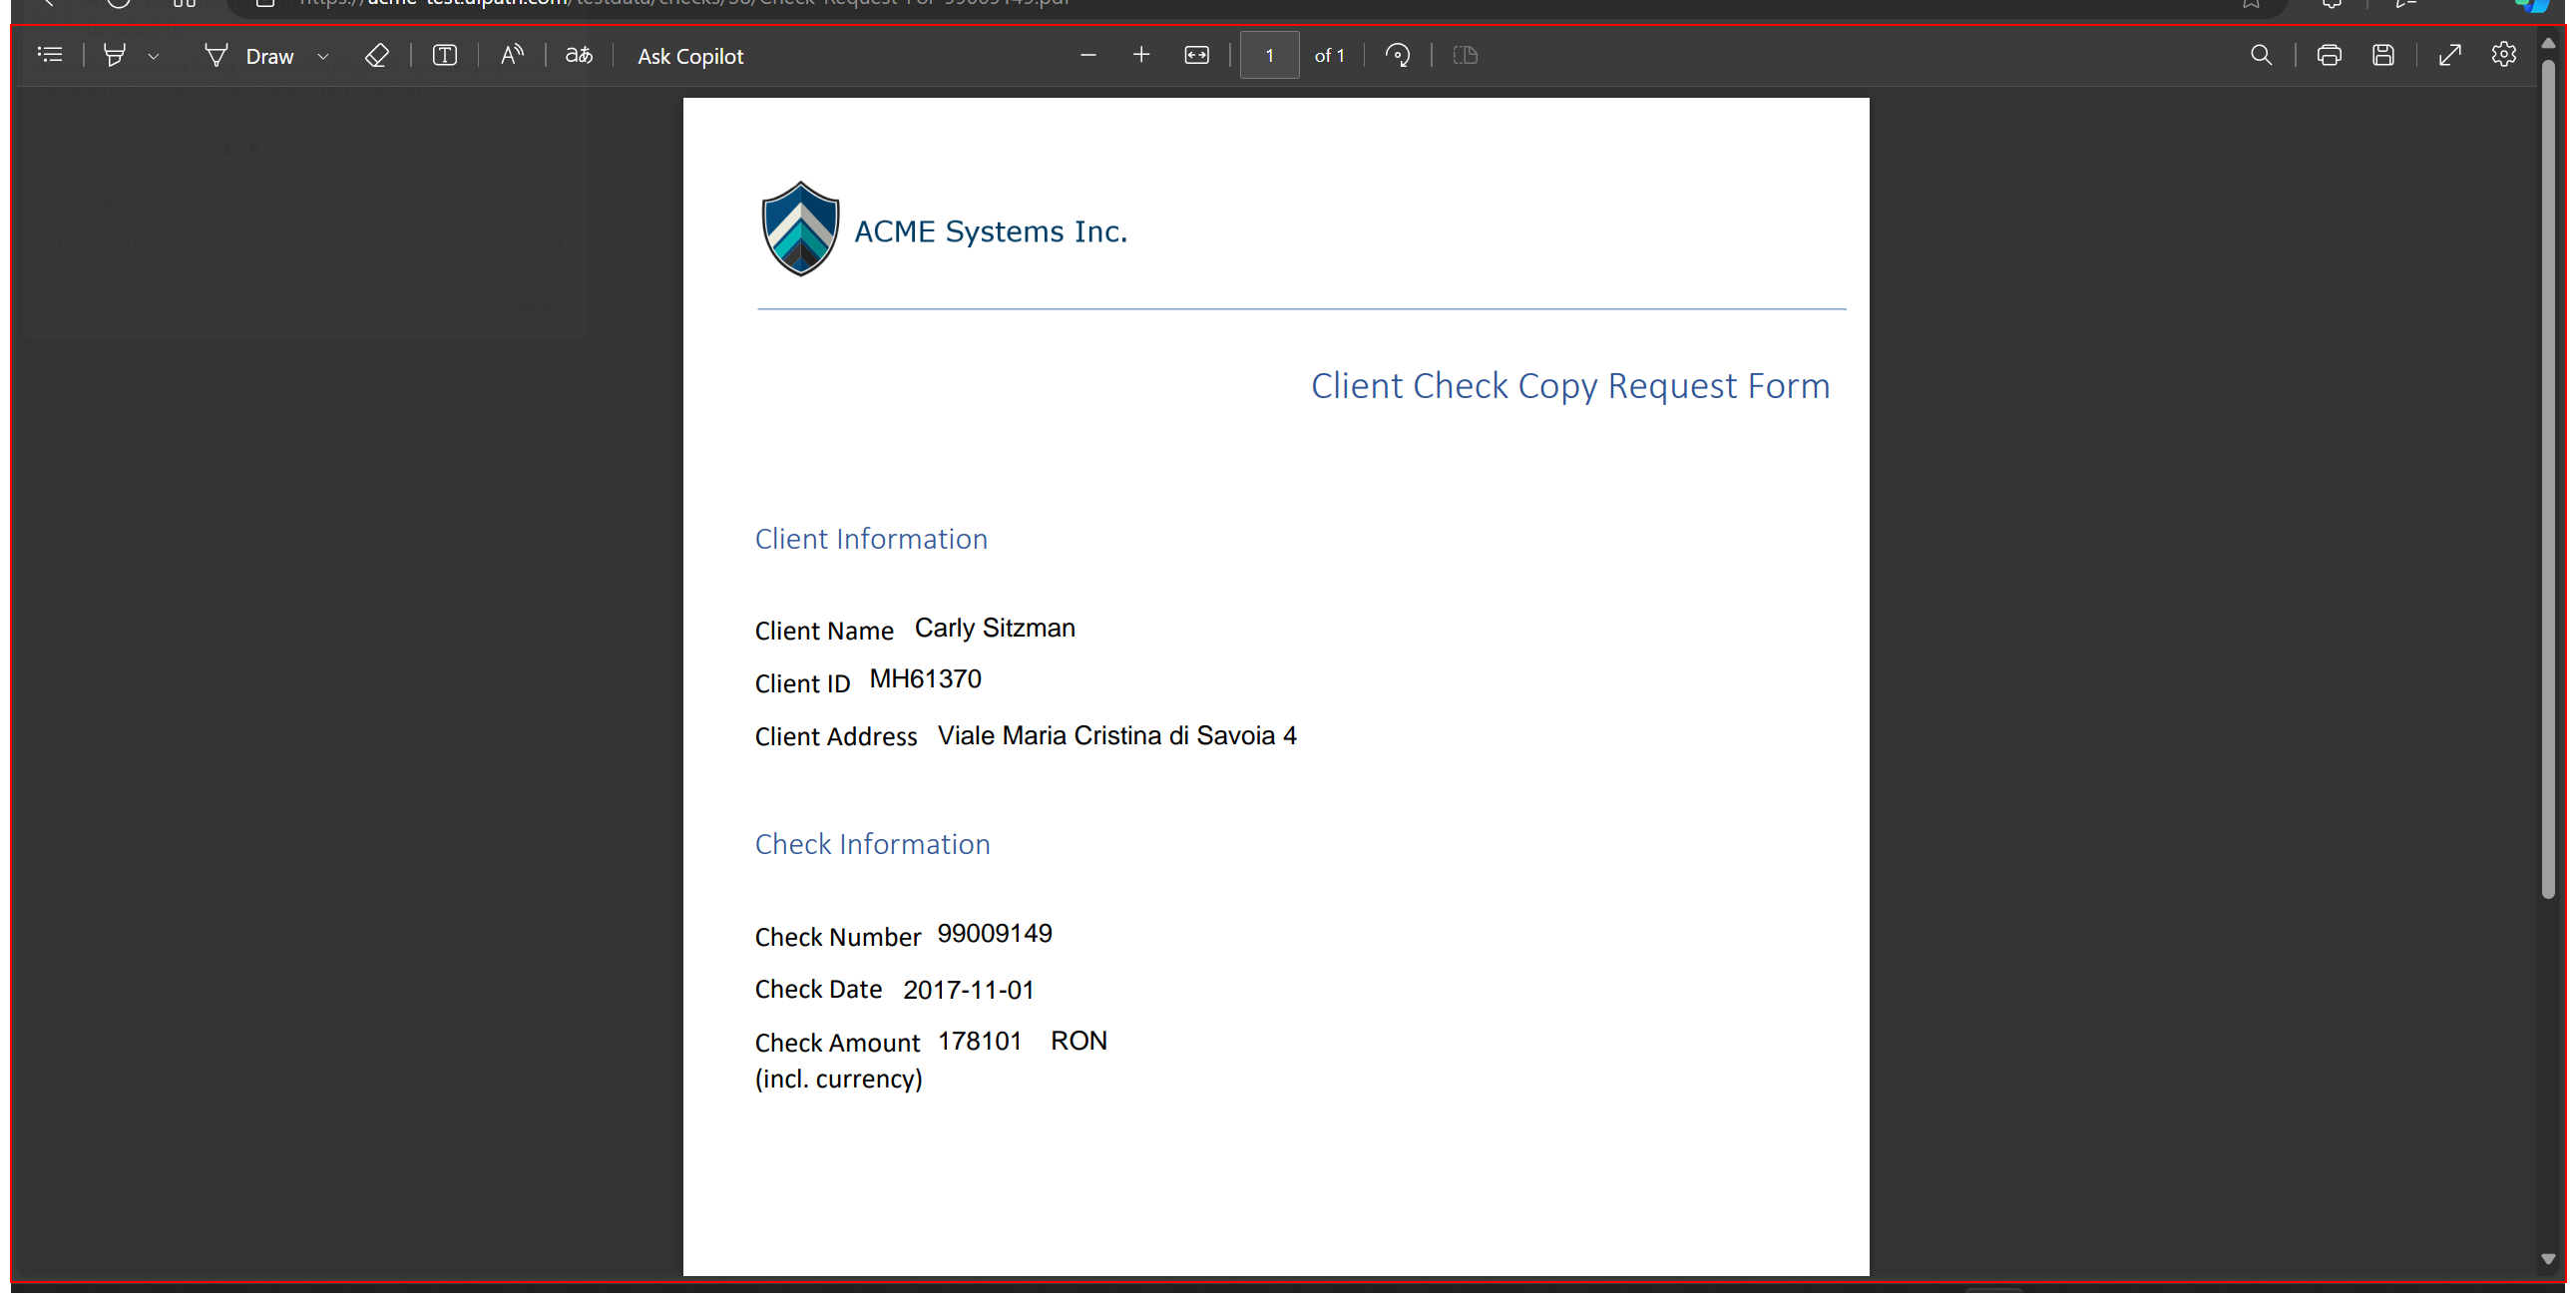 Draw
aあ
Ask Copilot
1 of 1
ACME Systems Inc.
Client Check Copy Request Form
Client Information
Client Name Carly Sitzman
Client ID MH61370
Client Address Viale Maria Cristina di Savoia 4
Check Information
Check Number 99009149
Check Date 2017-11-01
Check Amount 178101 RON
(incl. currency)